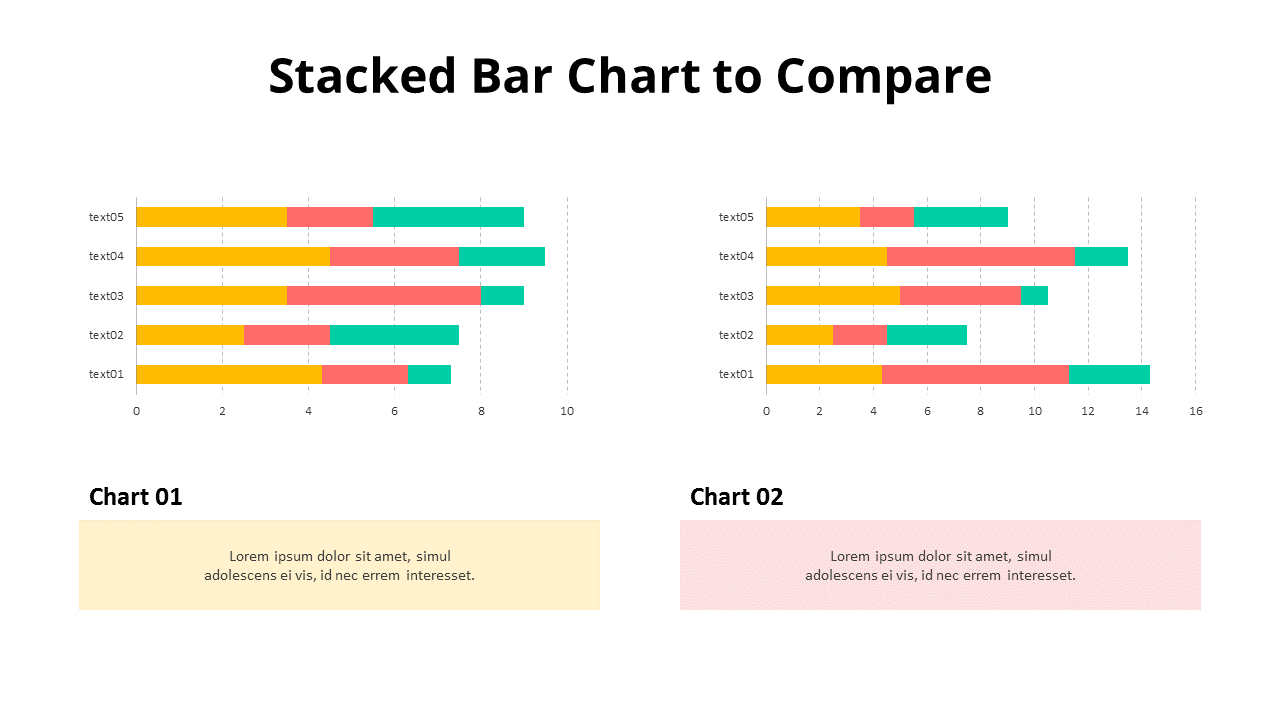 Stacked Bar Chart to Compare
text05
text04
text03
text02
text01
0 2 4 6 8 10
text05
text04
text03
text02
text01
0 2 4 6 8 10 12 14 16
Chart 01
Lorem ipsum dolor sit amet, simul
adolescens ei vis, id nec errem interesset.
Chart 02
Lorem ipsum dolor sit amet, simul
adolescens ei vis, id nec errem interesset.